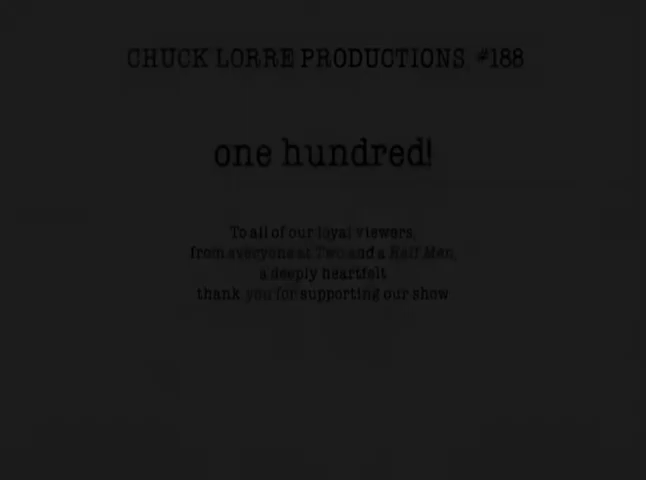 CHUCK LORRE PRODUCTIONS #188
one hundred!
To all of our loyal viewers,
from everyone at Two and a Half Men,
a deeply heartfelt
thank you for supporting our show